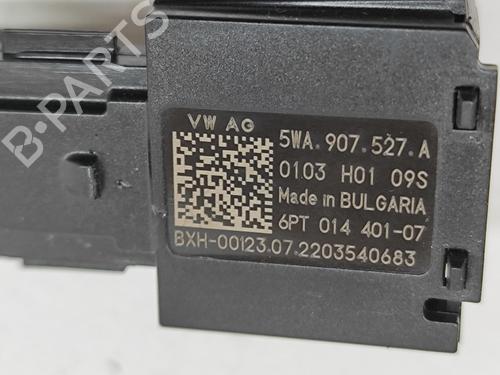 VW AG
5WA.907.527.A
0103 H01 09S
Made in BULGARIA
6PT 014 401-07
BXH-00123.07.2203540683
B-PARTS